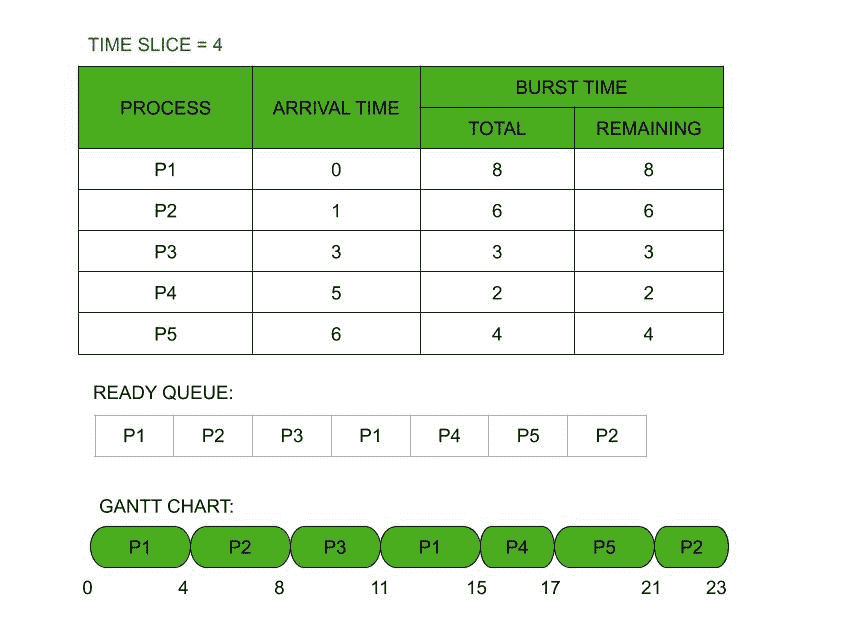 TIME SLICE = 4
PROCESS ARRIVAL TIME BURST TIME
TOTAL REMAINING
P1 0 8 8
P2 1 6 6
P3 3 3 3
P4 5 2 2
P5 6 4 4
READY QUEUE:
P1 P2 P3 P1 P4 P5 P2
GANTT CHART:
P1 P2 P3 P1 P4 P5 P2
0 4 8 11 15 17 21 23